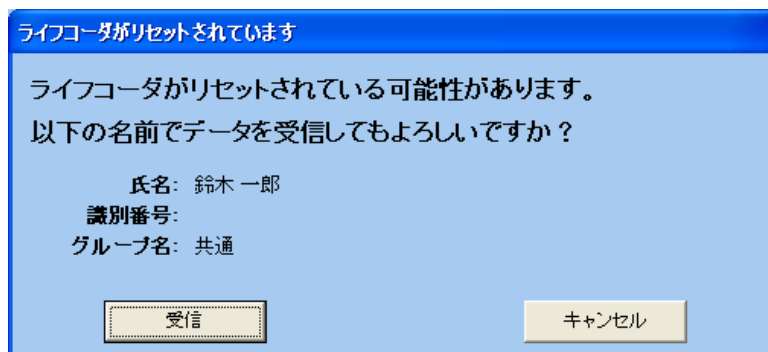 ライフコーダがリセットされています
ライフコーダがリセットされている可能性があります。
以下の名前でデータを受信してもよろしいですか？
氏名: 鈴木 一郎
識別番号:
グループ名: 共通
受信 キャンセル